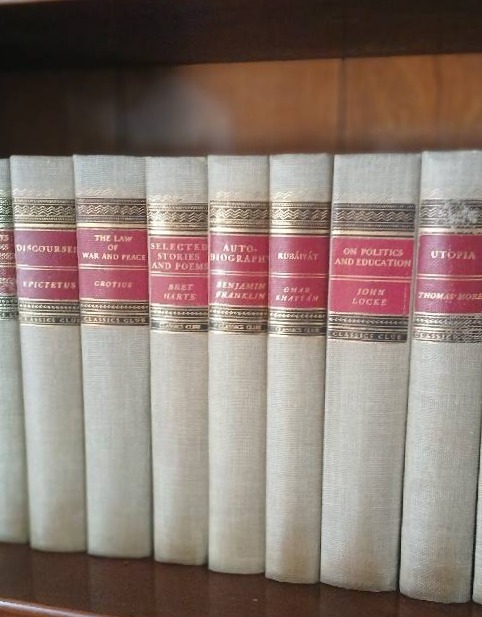 DISCOURSES
EPICTETUS
CLASSICS CLUB
THE LAW
OF
WAR AND PEACE
GROTIUS
CLASSICS CLUB
SELECTED
STORIES
AND POEMS
BRET
HARTE
CLASSICS CLUB
AUTO-
BIOGRAPHY
BENJAMIN
FRANKLIN
CLASSICS CLUB
RUBÁIYÁT
OMAR
KHAYYÁM
CLASSICS CLUB
ON POLITICS
AND EDUCATION
JOHN
LOCKE
CLASSICS CLUB
UTOPIA
THOMAS MORE
CLASSICS CLUB